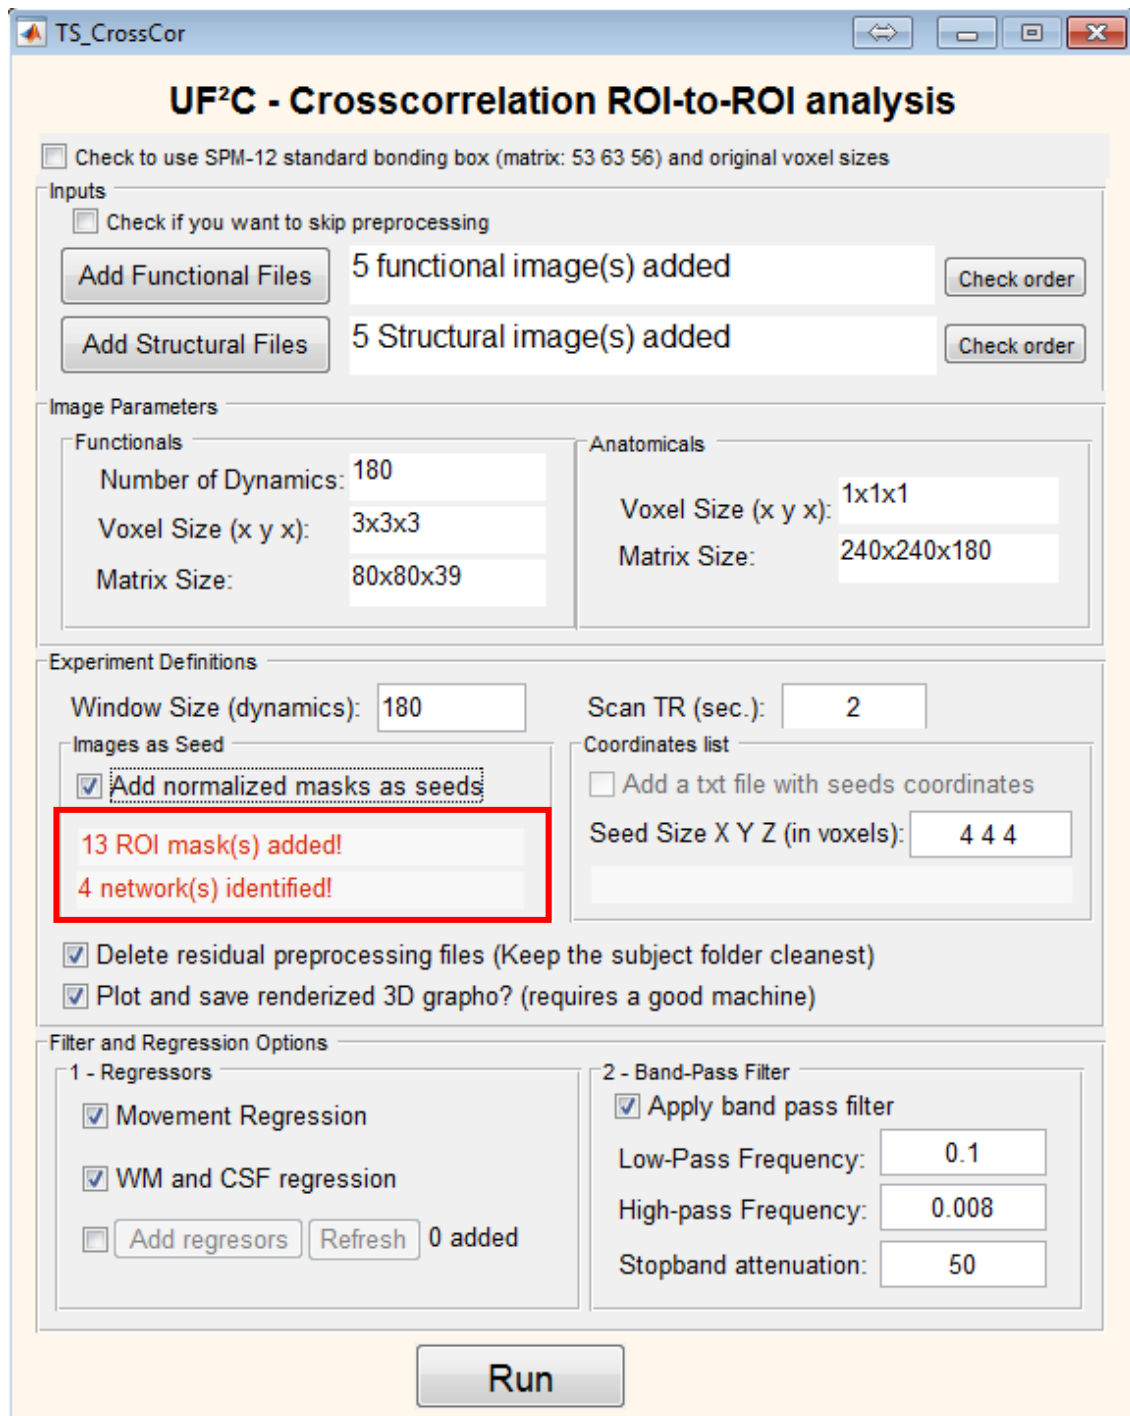 TS_CrossCor
UF²C - Crosscorrelation ROI-to-ROI analysis
Check to use SPM-12 standard bonding box (matrix: 53 63 56) and original voxel sizes
Inputs
Check if you want to skip preprocessing
Add Functional Files 5 functional image(s) added Check order
Add Structural Files 5 Structural image(s) added Check order
Image Parameters
Functionals
Number of Dynamics: 180
Voxel Size (x y x): 3x3x3
Matrix Size: 80x80x39
Anatomicals
Voxel Size (x y x): 1x1x1
Matrix Size: 240x240x180
Experiment Definitions
Window Size (dynamics): 180 Scan TR (sec.): 2
Images as Seed
Add normalized masks as seeds
13 ROI mask(s) added!
4 network(s) identified!
Coordinates list
Add a txt file with seeds coordinates
Seed Size X Y Z (in voxels): 4 4 4
Delete residual preprocessing files (Keep the subject folder cleanest)
Plot and save renderized 3D grapho? (requires a good machine)
Filter and Regression Options
1 - Regressors
Movement Regression
WM and CSF regression
Add regresors Refresh 0 added
2 - Band-Pass Filter
Apply band pass filter
Low-Pass Frequency: 0.1
High-pass Frequency: 0.008
Stopband attenuation: 50
Run